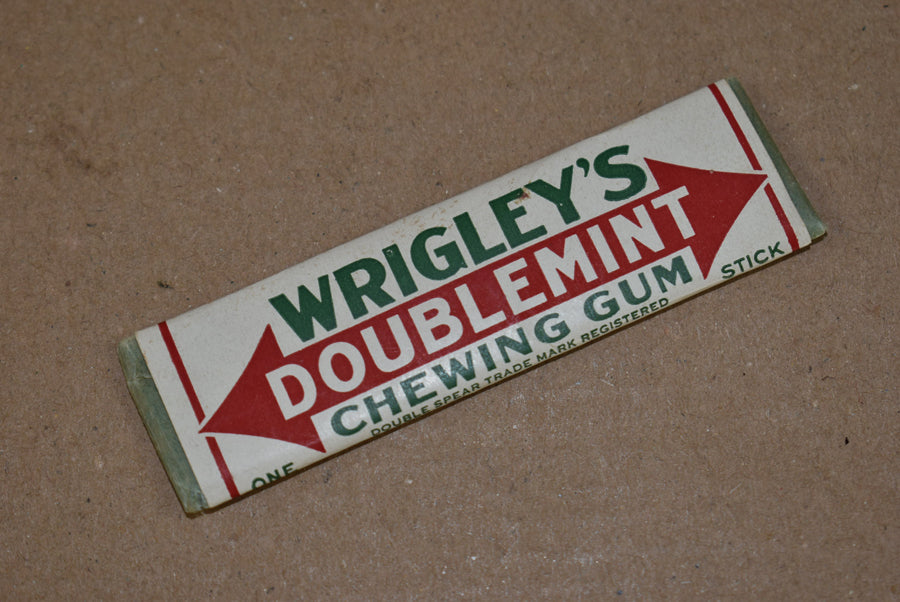 WRIGLEY'S
DOUBLEMINT
CHEWING GUM
DOUBLE SPEAR TRADE MARK REGISTERED
ONE STICK